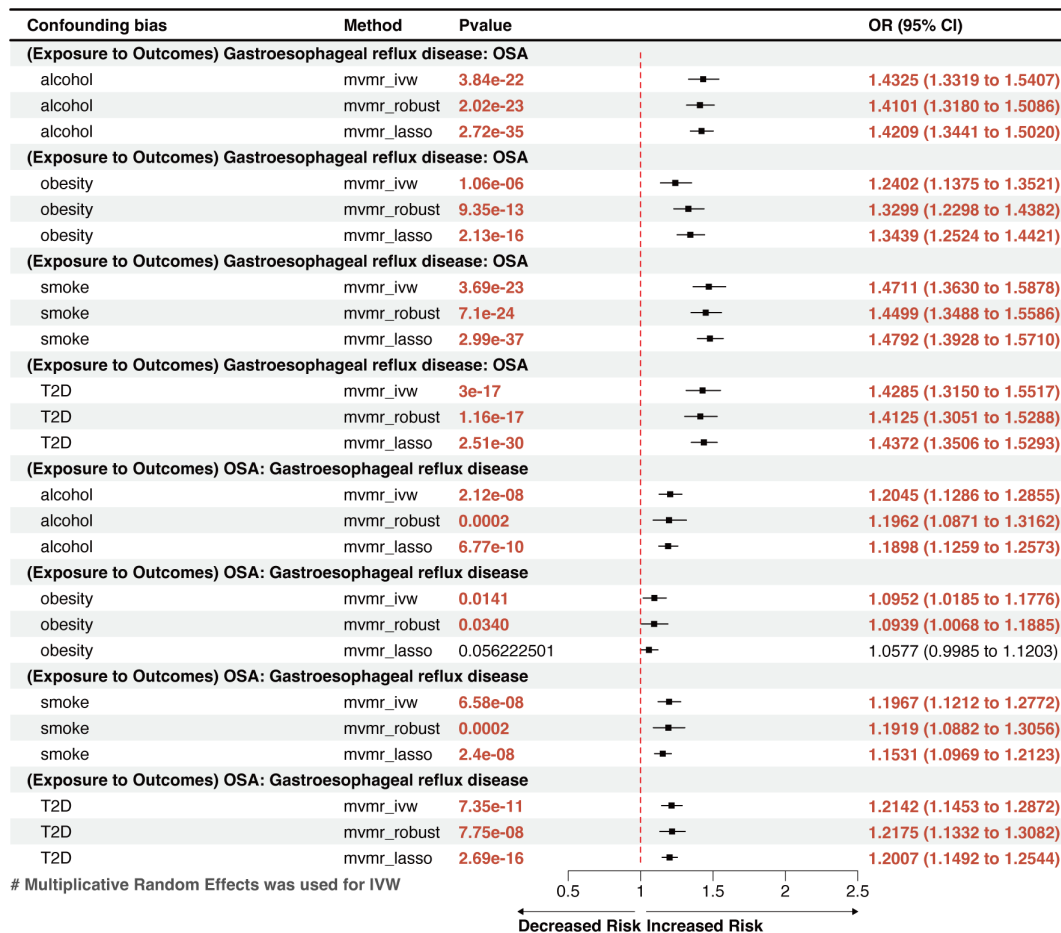 Confounding bias Method Pvalue OR (95% CI)
(Exposure to Outcomes) Gastroesophageal reflux disease: OSA
alcohol mvmr_ivw 3.84e-22 1.4325 (1.3319 to 1.5407)
alcohol mvmr_robust 2.02e-23 1.4101 (1.3180 to 1.5086)
alcohol mvmr_lasso 2.72e-35 1.4209 (1.3441 to 1.5020)
(Exposure to Outcomes) Gastroesophageal reflux disease: OSA
obesity mvmr_ivw 1.06e-06 1.2402 (1.1375 to 1.3521)
obesity mvmr_robust 9.35e-13 1.3299 (1.2298 to 1.4382)
obesity mvmr_lasso 2.13e-16 1.3439 (1.2524 to 1.4421)
(Exposure to Outcomes) Gastroesophageal reflux disease: OSA
smoke mvmr_ivw 3.69e-23 1.4711 (1.3630 to 1.5878)
smoke mvmr_robust 7.1e-24 1.4499 (1.3488 to 1.5586)
smoke mvmr_lasso 2.99e-37 1.4792 (1.3928 to 1.5710)
(Exposure to Outcomes) Gastroesophageal reflux disease: OSA
T2D mvmr_ivw 3e-17 1.4285 (1.3150 to 1.5517)
T2D mvmr_robust 1.16e-17 1.4125 (1.3051 to 1.5288)
T2D mvmr_lasso 2.51e-30 1.4372 (1.3506 to 1.5293)
(Exposure to Outcomes) OSA: Gastroesophageal reflux disease
alcohol mvmr_ivw 2.12e-08 1.2045 (1.1286 to 1.2855)
alcohol mvmr_robust 0.0002 1.1962 (1.0871 to 1.3162)
alcohol mvmr_lasso 6.77e-10 1.1898 (1.1259 to 1.2573)
(Exposure to Outcomes) OSA: Gastroesophageal reflux disease
obesity mvmr_ivw 0.0141 1.0952 (1.0185 to 1.1776)
obesity mvmr_robust 0.0340 1.0939 (1.0068 to 1.1885)
obesity mvmr_lasso 0.056222501 1.0577 (0.9985 to 1.1203)
(Exposure to Outcomes) OSA: Gastroesophageal reflux disease
smoke mvmr_ivw 6.58e-08 1.1967 (1.1212 to 1.2772)
smoke mvmr_robust 0.0002 1.1919 (1.0882 to 1.3056)
smoke mvmr_lasso 2.4e-08 1.1531 (1.0969 to 1.2123)
(Exposure to Outcomes) OSA: Gastroesophageal reflux disease
T2D mvmr_ivw 7.35e-11 1.2142 (1.1453 to 1.2872)
T2D mvmr_robust 7.75e-08 1.2175 (1.1332 to 1.3082)
T2D mvmr_lasso 2.69e-16 1.2007 (1.1492 to 1.2544)
# Multiplicative Random Effects was used for IVW
0.5 1 1.5 2 2.5
Decreased Risk Increased Risk